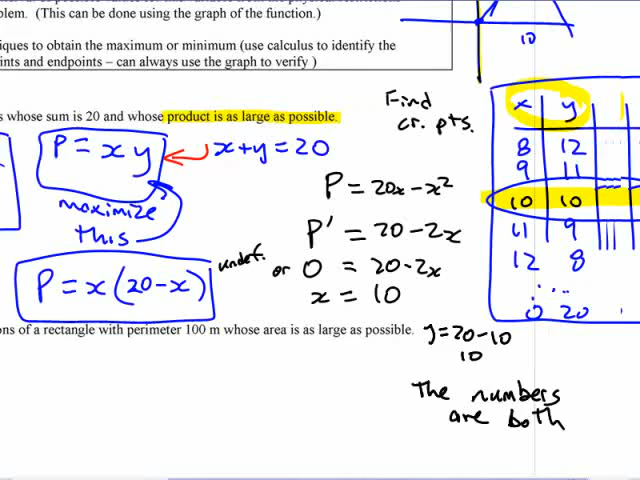 blem. (This can be done using the graph of the function.)
iques to obtain the maximum or minimum (use calculus to identify the
ints and endpoints – can always use the graph to verify )
10
s whose sum is 20 and whose product is as large as possible.
P = x y
x + y = 20
maximize
this
P = x(20 - x)
Find
cr. pts.
P = 20x - x²
P' = 20 - 2x
undef.
or 0 = 20 - 2x
x = 10
x y
8 12
9 11
10 10
11 9
12 8
0 20
ons of a rectangle with perimeter 100 m whose area is as large as possible.
y = 20 - 10
10
The numbers
are both